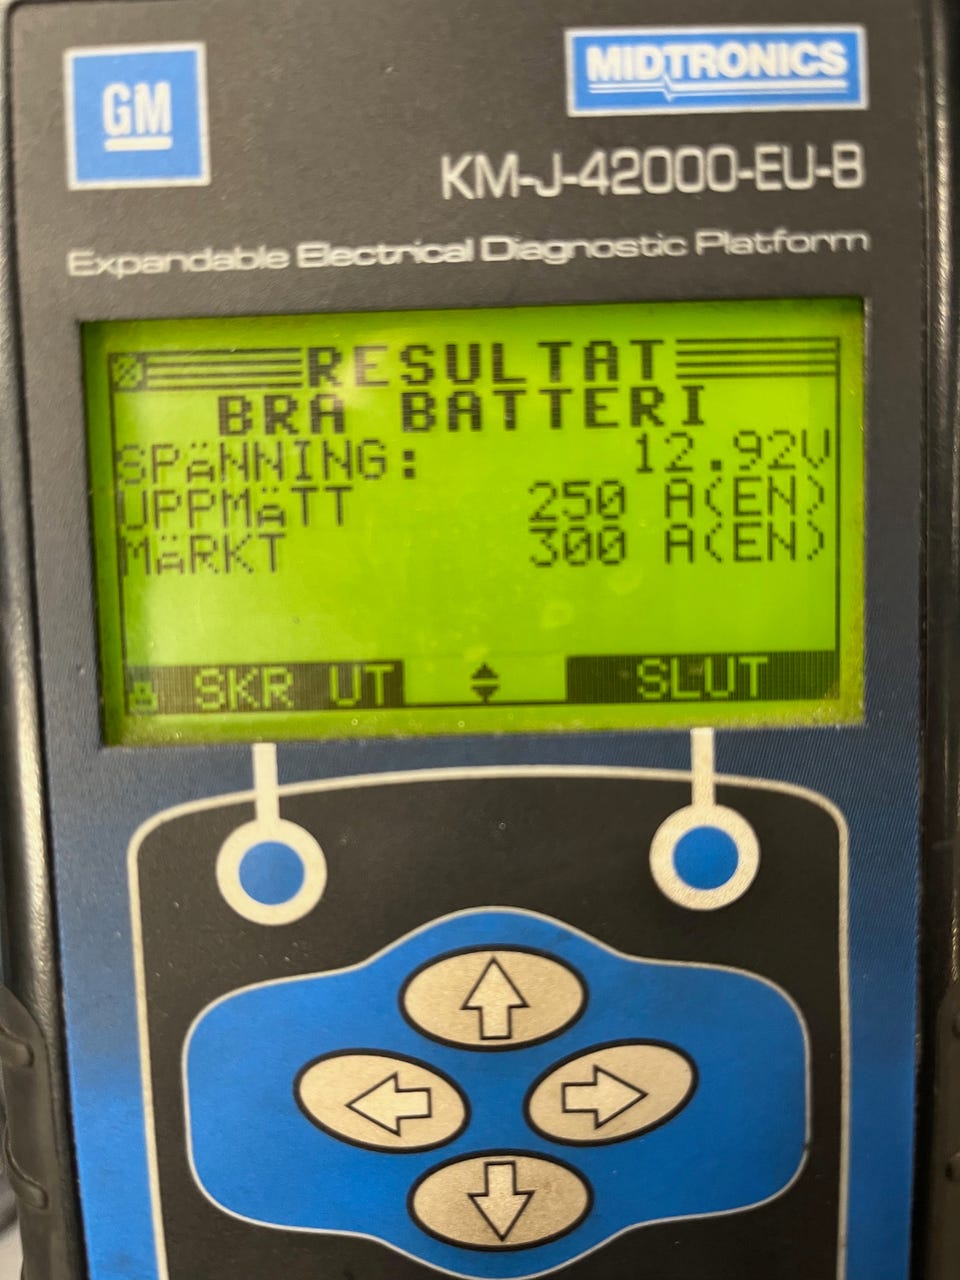 GM
MIDTRONICS
KM-J-42000-EU-B
Expandable Electrical Diagnostic Platform
RESULTAT
BRA BATTERI
SPÄNNING: 12.92V
UPPMÄTT 250 A(EN)
MÄRKT 300 A(EN)
SKR UT SLUT